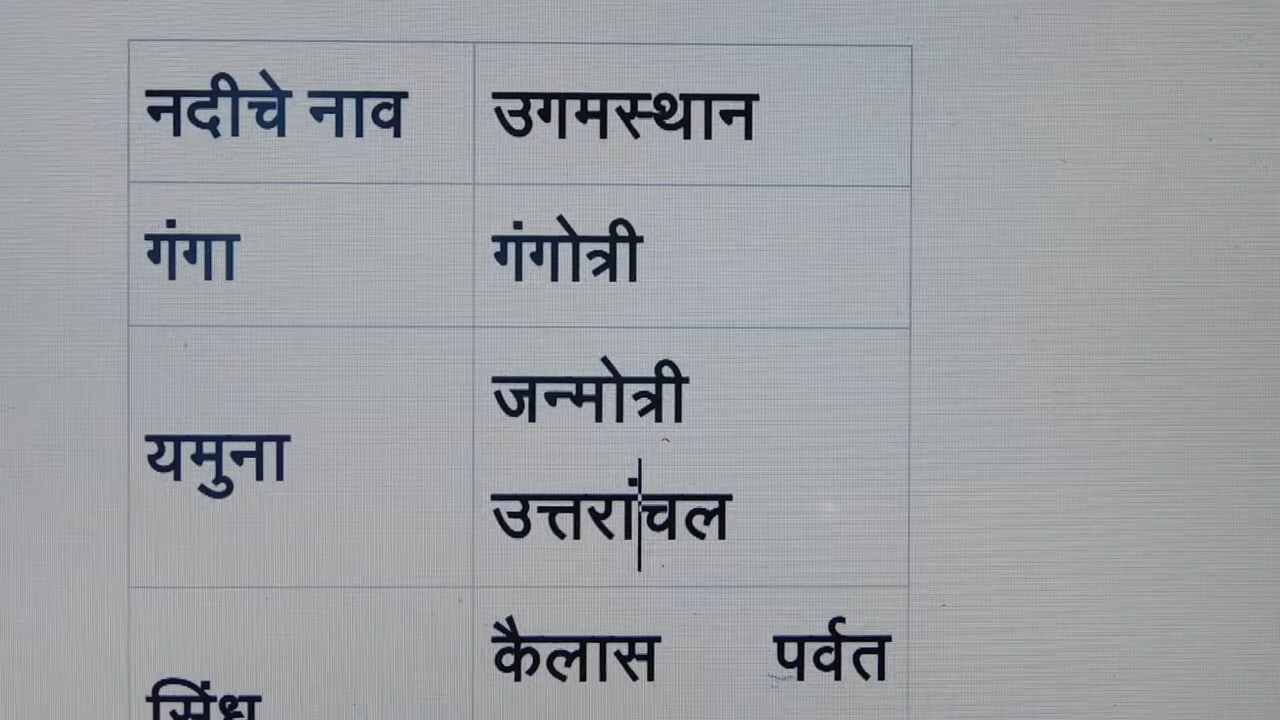 नदीचे नाव उगमस्थान
गंगा गंगोत्री
जन्मोत्री
यमुना
उत्तरांचल
कैलास पर्वत